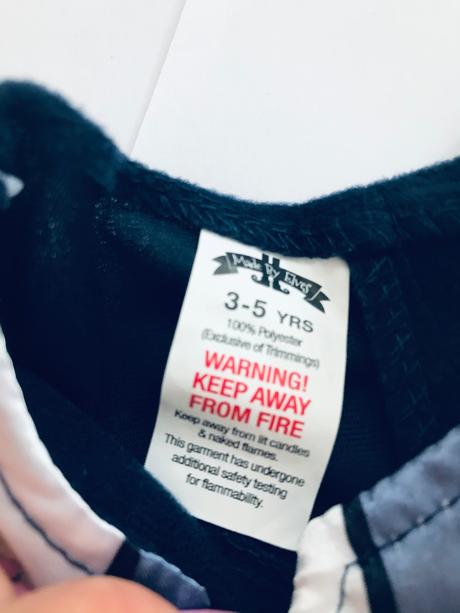 Made By Elves
3-5 YRS
100% Polyester
(Exclusive of Trimmings)
WARNING!
KEEP AWAY
FROM FIRE
Keep away from lit candles
& naked flames.
This garment has undergone
additional safety testing
for flammability.